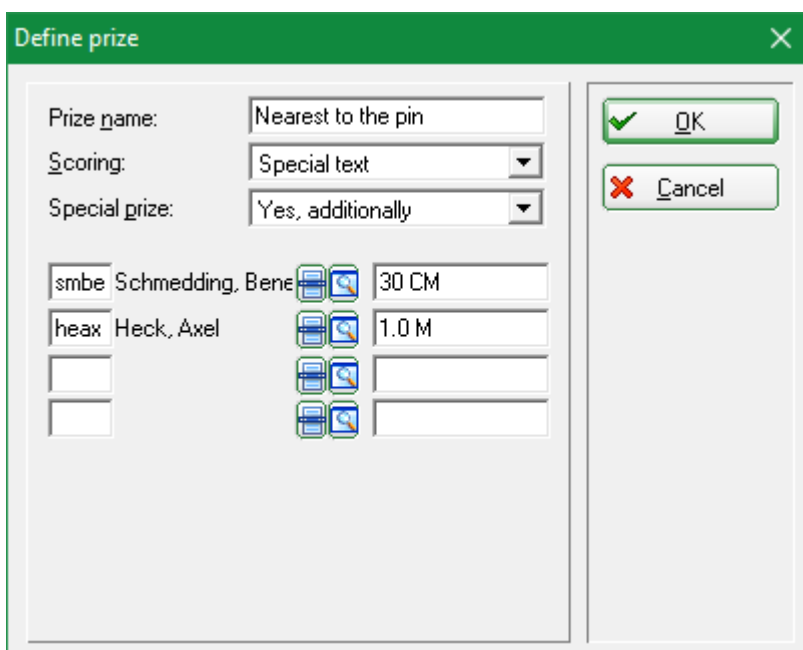 Define prize
Prize name: Nearest to the pin
Scoring: Special text
Special prize: Yes, additionally
OK
Cancel
smbe Schmedding, Bene 30 CM
heax Heck, Axel 1.0 M